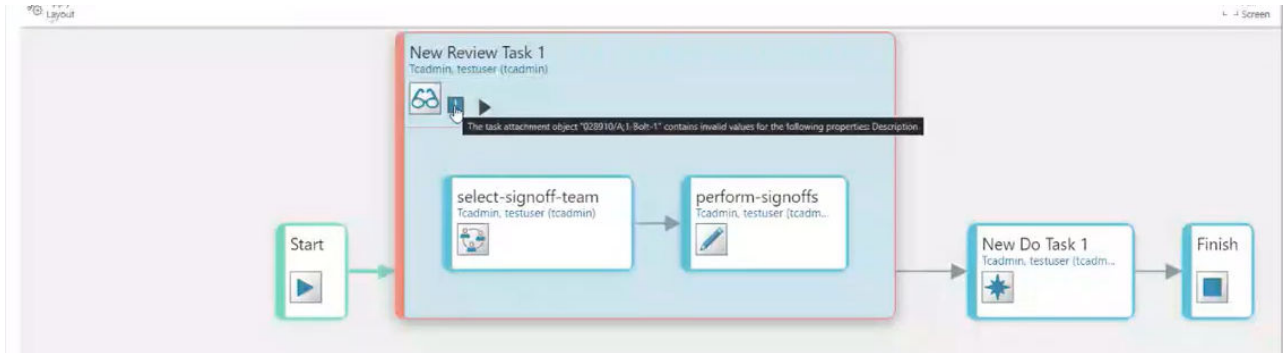 Layout
Screen
New Review Task 1
Tcadmin, testuser (tcadmin)
The task attachment object "028910/A;1-Bolt-1" contains invalid values for the following properties: Description
select-signoff-team
Tcadmin, testuser (tcadmin)
perform-signoffs
Tcadmin, testuser (tcadm...
Start
New Do Task 1
Tcadmin, testuser (tcadm...
Finish